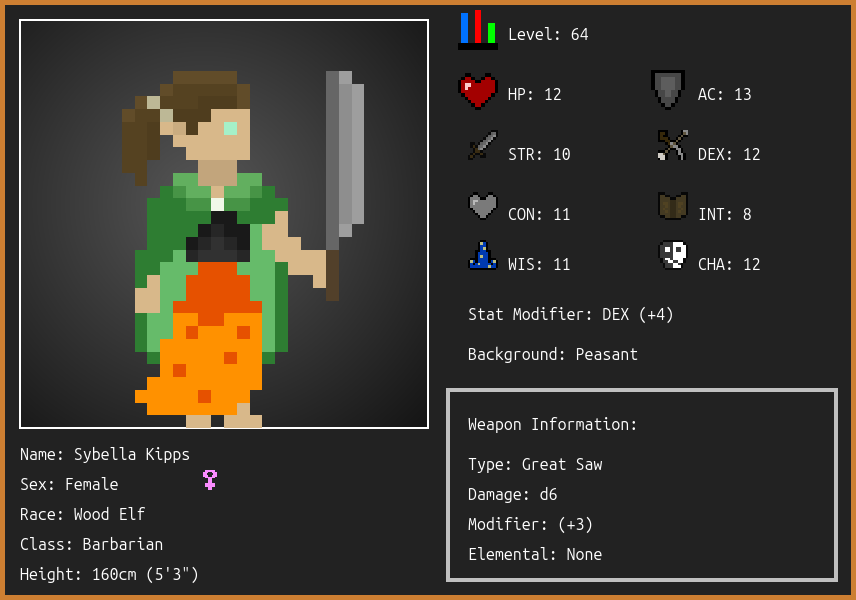 Level: 64
HP: 12
AC: 13
STR: 10
DEX: 12
CON: 11
INT: 8
WIS: 11
CHA: 12
Stat Modifier: DEX (+4)
Background: Peasant
Weapon Information:
Type: Great Saw
Damage: d6
Modifier: (+3)
Elemental: None
Name: Sybella Kipps
Sex: Female
Race: Wood Elf
Class: Barbarian
Height: 160cm (5'3")